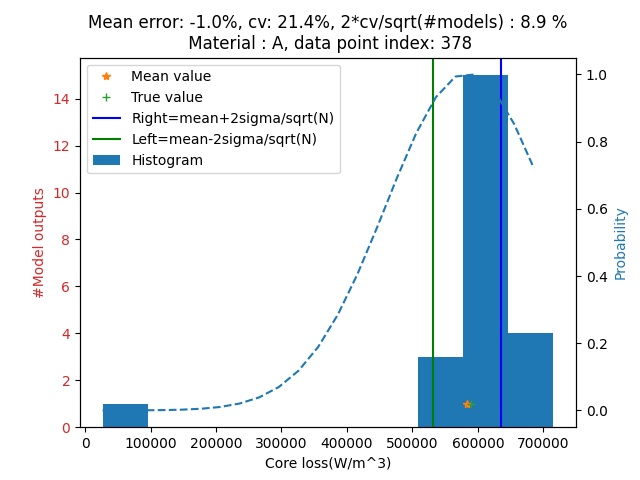 Mean error: -1.0%, cv: 21.4%, 2*cv/sqrt(#models) : 8.9 %
Material : A, data point index: 378
Mean value
True value
Right=mean+2sigma/sqrt(N)
Left=mean-2sigma/sqrt(N)
Histogram
#Model outputs
14
12
10
8
6
4
2
0
1.0
0.8
0.6
0.4
0.2
0.0
Probability
0
100000
200000
300000
400000
500000
600000
700000
Core loss(W/m^3)